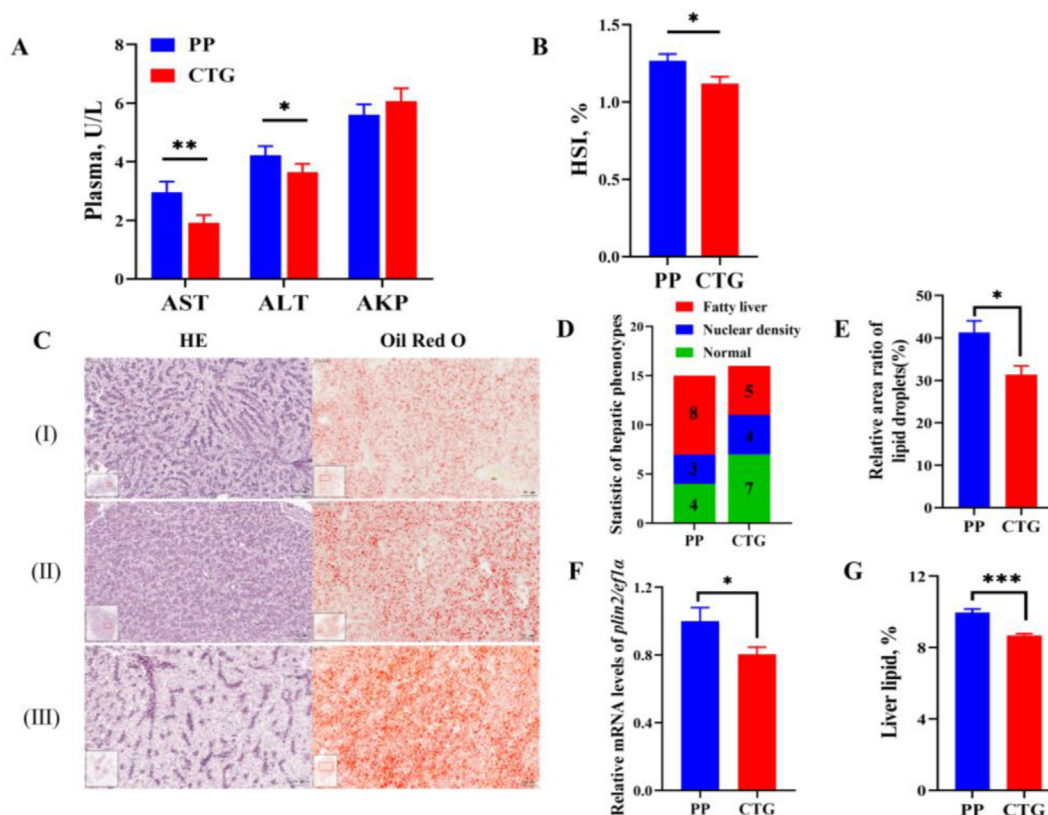 A
PP
CTG
Plasma, U/L
8
6
4
2
0
**
*
AST
ALT
AKP
B
HSI, %
1.5
1.0
0.5
0.0
*
PP
CTG
C
HE
Oil Red O
(I)
(II)
(III)
D
Fatty liver
Nuclear density
Normal
Statistic of hepatic phenotypes
20
15
10
5
0
8
3
4
5
4
7
PP
CTG
E
Relative area ratio of
lipid droplets(%)
50
40
30
20
10
0
*
PP
CTG
F
Relative mRNA levels of plin2/ef1α
1.2
0.8
0.4
0.0
*
PP
CTG
G
Liver lipid, %
12
8
4
0
***
PP
CTG